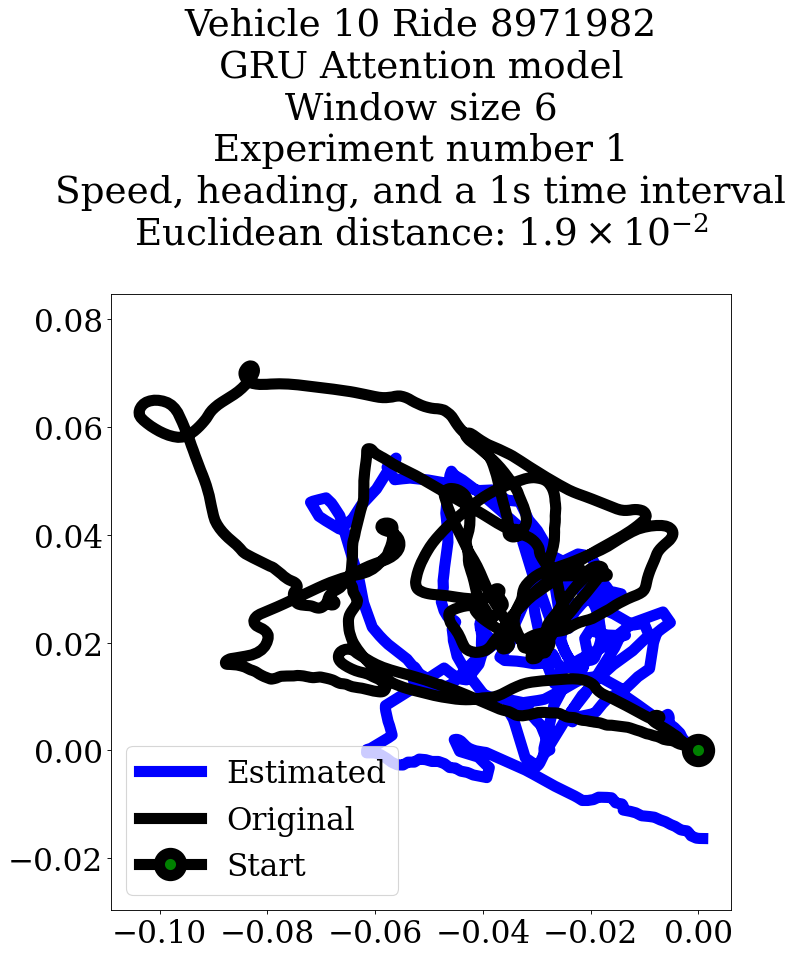 Vehicle 10 Ride 8971982
GRU Attention model
Window size 6
Experiment number 1
Speed, heading, and a 1s time interval
Euclidean distance: 1.9 × 10⁻²
0.08
0.06
0.04
0.02
0.00
−0.02
Estimated
Original
Start
−0.10 −0.08 −0.06 −0.04 −0.02 0.00